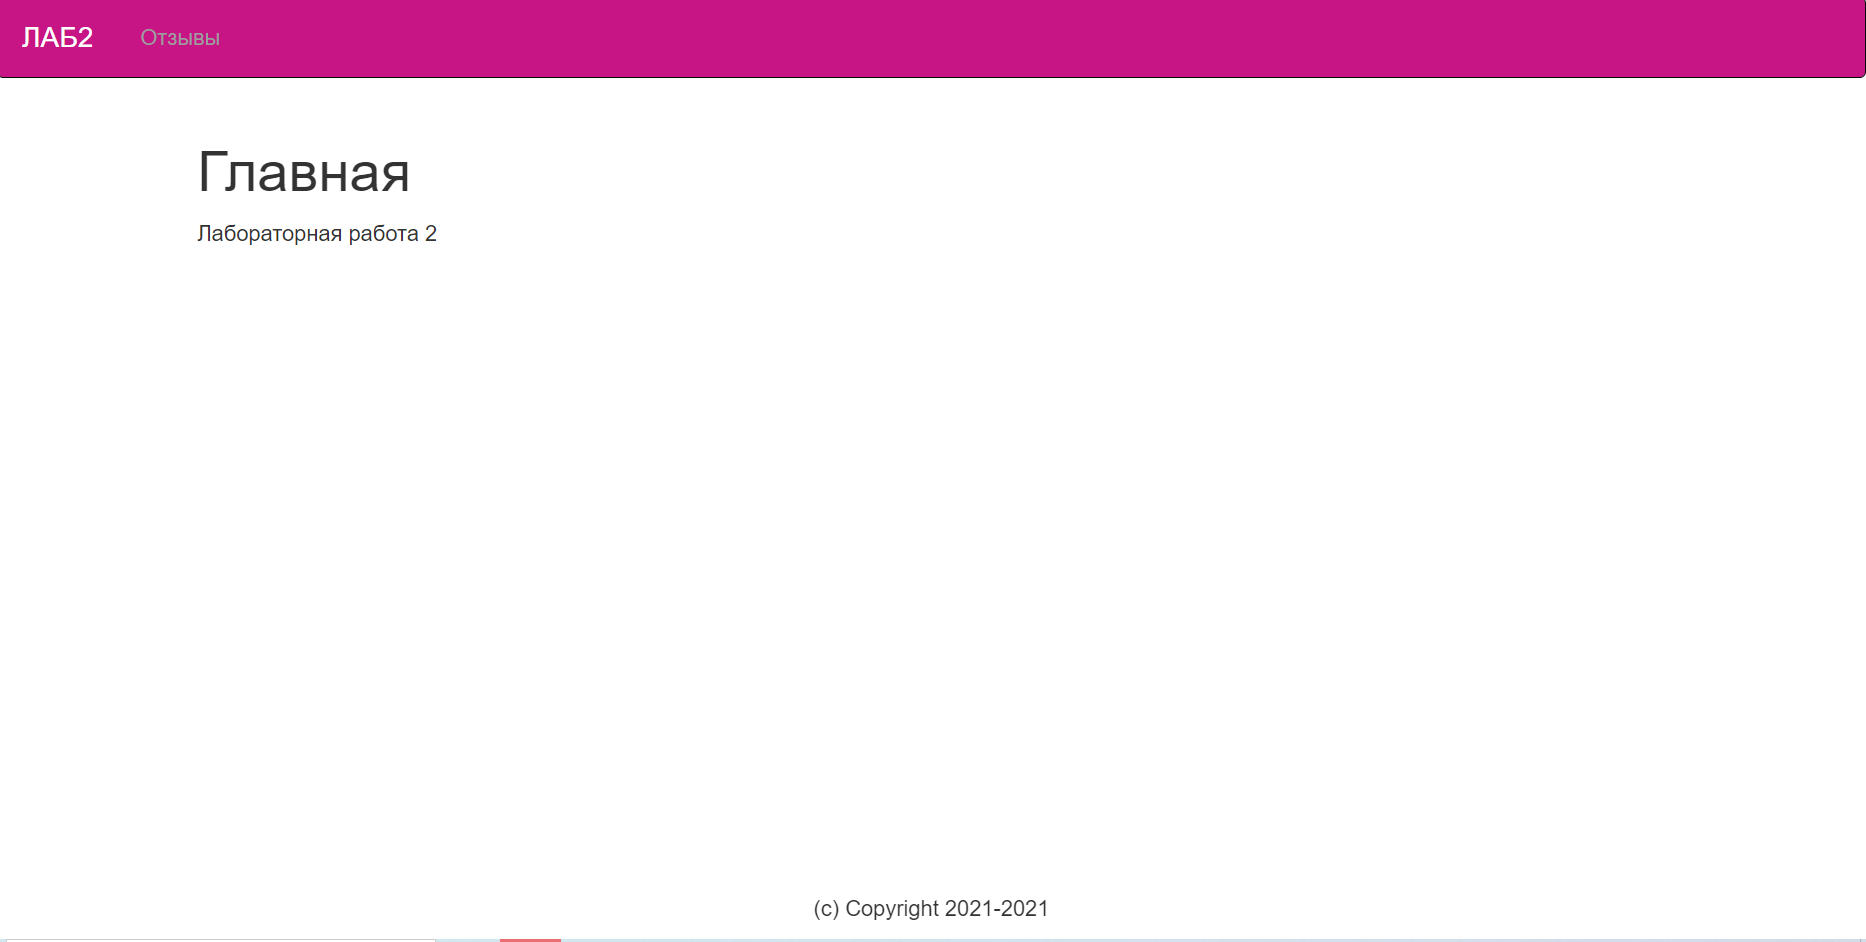 ЛАБ2 Отзывы
Главная
Лабораторная работа 2
(c) Copyright 2021-2021